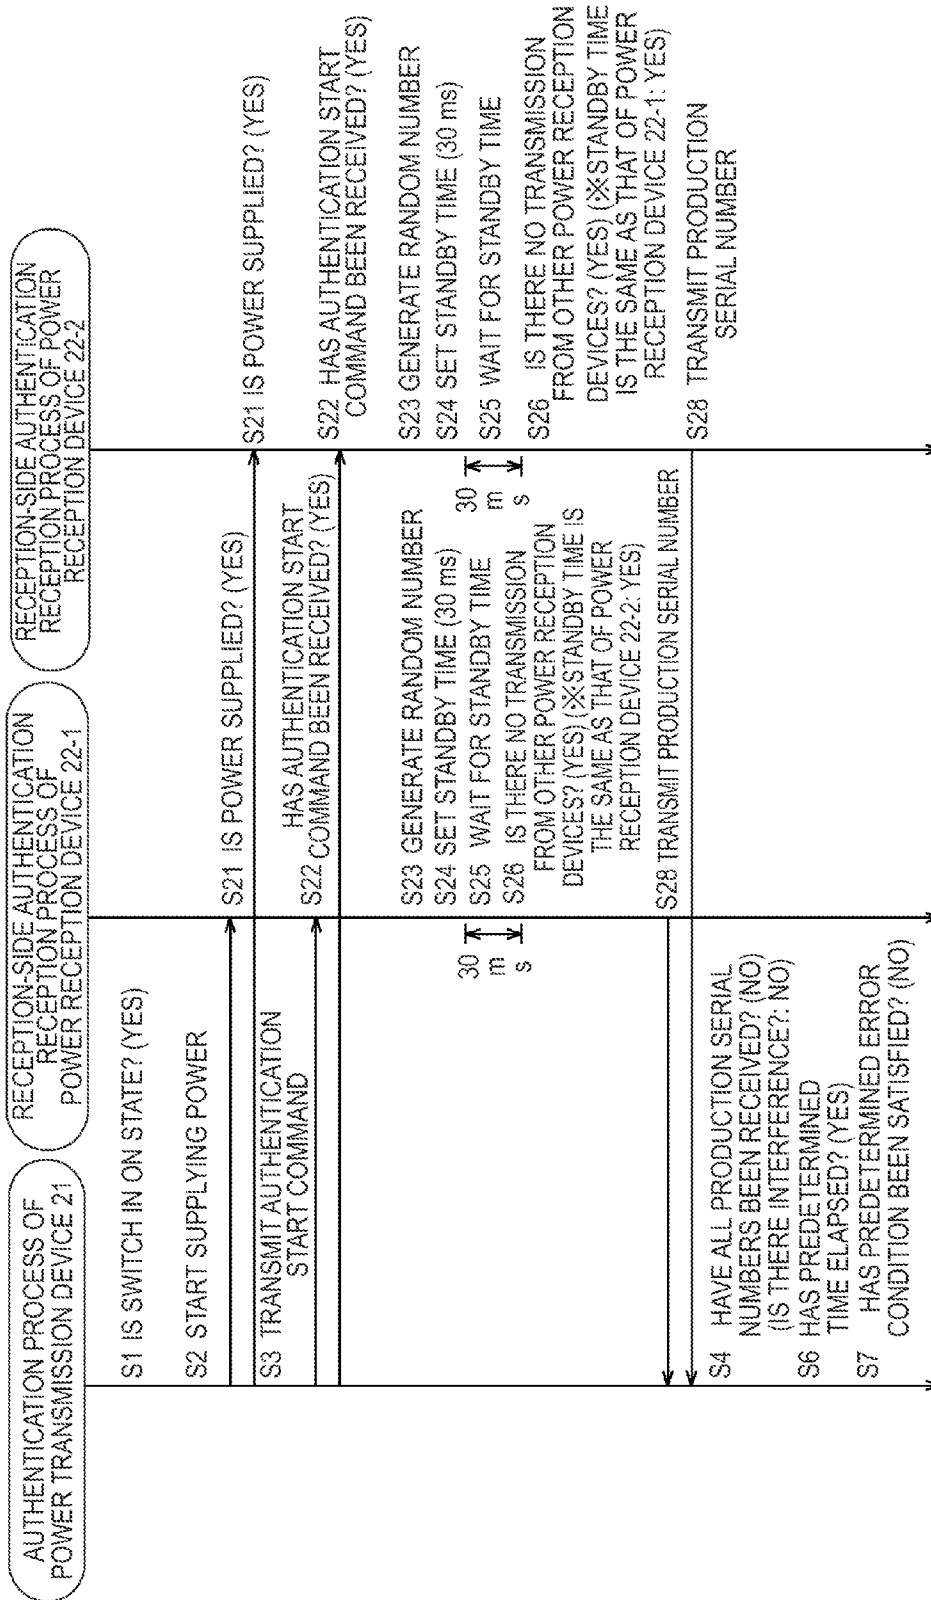 AUTHENTICATION PROCESS OF
POWER TRANSMISSION DEVICE 21
S1 IS SWITCH IN ON STATE? (YES)
S2 START SUPPLYING POWER
S3 TRANSMIT AUTHENTICATION
START COMMAND
S4 HAVE ALL PRODUCTION SERIAL
NUMBERS BEEN RECEIVED? (NO)
(IS THERE INTERFERENCE?: NO)
S6 HAS PREDETERMINED
TIME ELAPSED? (YES)
S7 HAS PREDETERMINED ERROR
CONDITION BEEN SATISFIED? (NO)
RECEPTION-SIDE AUTHENTICATION
RECEPTION PROCESS OF
POWER RECEPTION DEVICE 22-1
S21 IS POWER SUPPLIED? (YES)
HAS AUTHENTICATION START
S22 COMMAND BEEN RECEIVED? (YES)
S23 GENERATE RANDOM NUMBER
S24 SET STANDBY TIME (30 ms)
S25 WAIT FOR STANDBY TIME
30
m
s
S26 IS THERE NO TRANSMISSION
FROM OTHER POWER RECEPTION
DEVICES? (YES) (※STANDBY TIME IS
THE SAME AS THAT OF POWER
RECEPTION DEVICE 22-2: YES)
S28 TRANSMIT PRODUCTION SERIAL NUMBER
RECEPTION-SIDE AUTHENTICATION
RECEPTION PROCESS OF POWER
RECEPTION DEVICE 22-2
S21 IS POWER SUPPLIED? (YES)
S22 HAS AUTHENTICATION START
COMMAND BEEN RECEIVED? (YES)
S23 GENERATE RANDOM NUMBER
S24 SET STANDBY TIME (30 ms)
S25 WAIT FOR STANDBY TIME
30
m
s
S26 IS THERE NO TRANSMISSION
FROM OTHER POWER RECEPTION
DEVICES? (YES) (※STANDBY TIME
IS THE SAME AS THAT OF POWER
RECEPTION DEVICE 22-1: YES)
S28 TRANSMIT PRODUCTION
SERIAL NUMBER